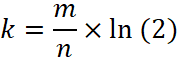 k = m/n × ln (2)